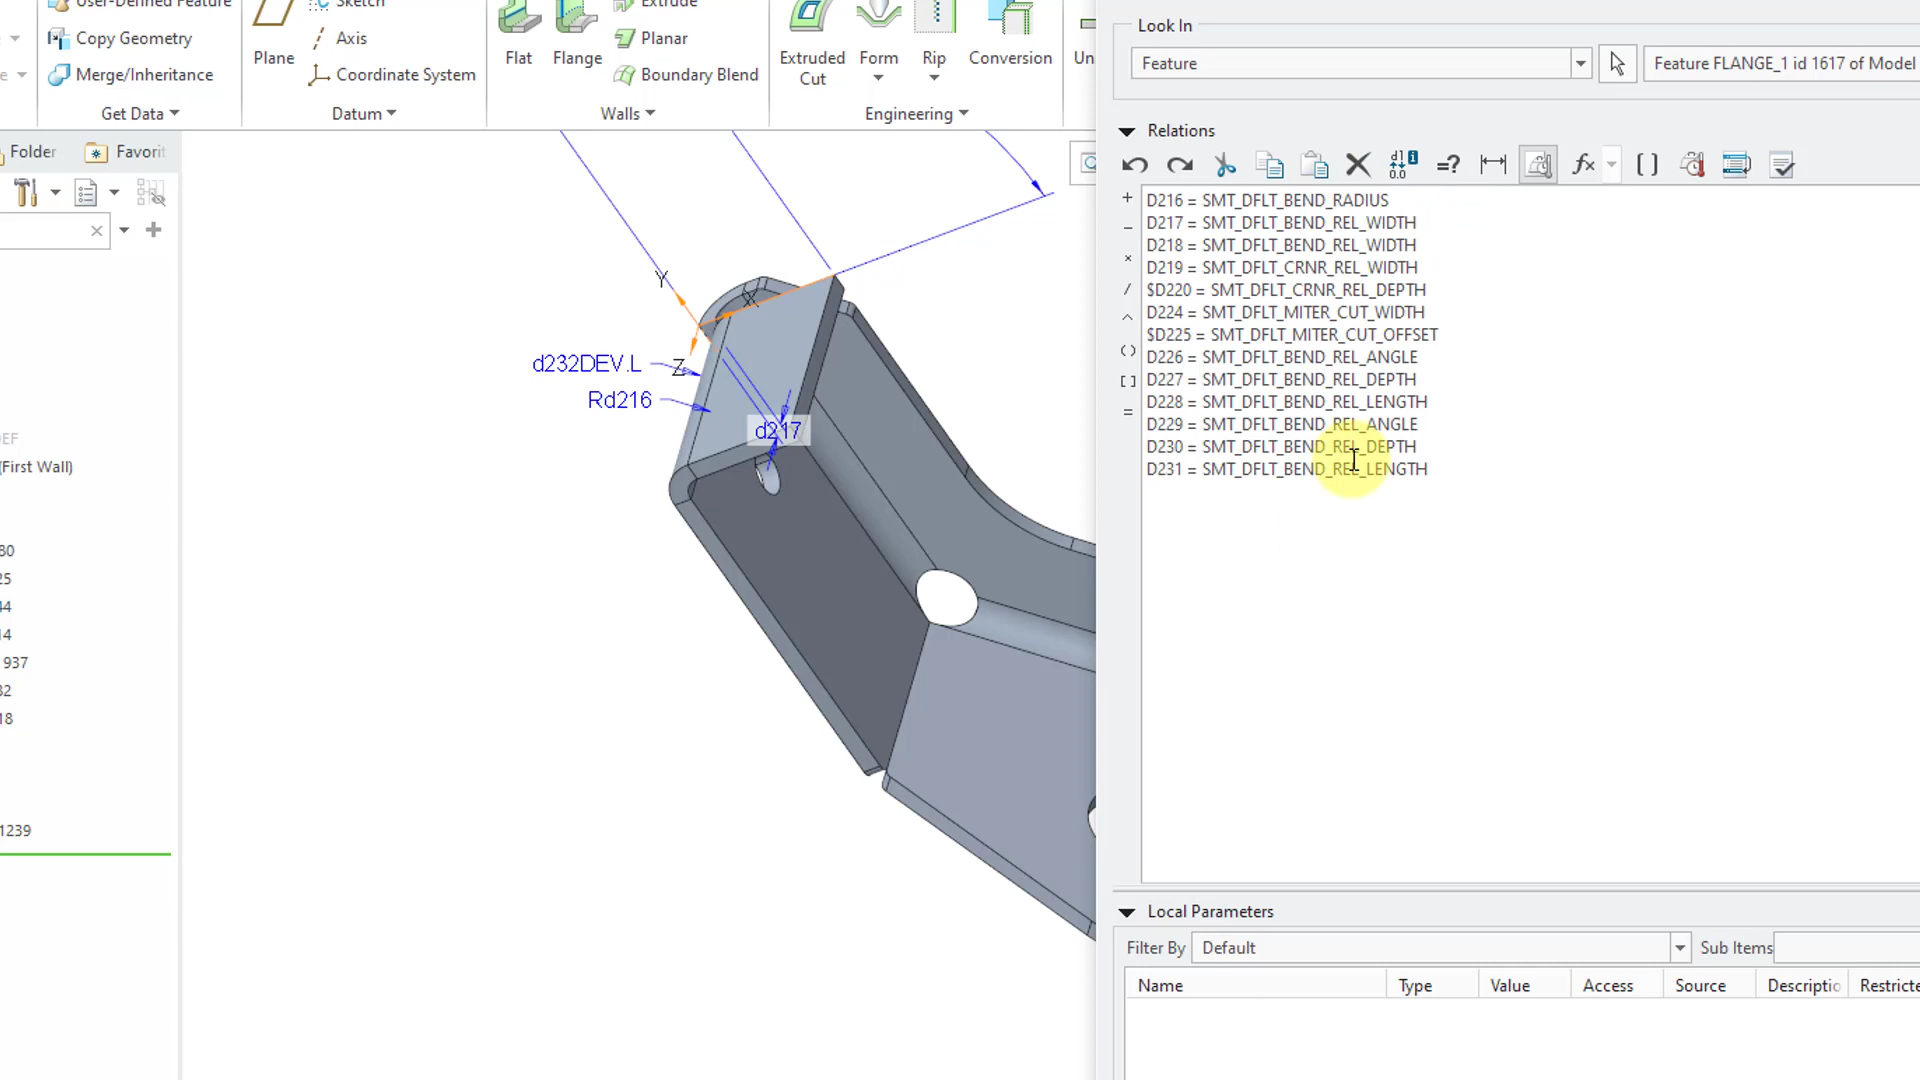 User-Defined Feature
Copy Geometry
Merge/Inheritance
Get Data
Plane
Sketch
Axis
Coordinate System
Datum
Flat
Flange
Extrude
Planar
Boundary Blend
Walls
Extruded
Cut
Form
Rip
Engineering
Conversion
Un
Folder
Favorit
DEF
(First Wall)
80
25
44
14
937
32
18
1239
Y
X
Z
d232DEV.L
Rd216
d217
Look In
Feature
Feature FLANGE_1 id 1617 of Model
Relations
D216 = SMT_DFLT_BEND_RADIUS
D217 = SMT_DFLT_BEND_REL_WIDTH
D218 = SMT_DFLT_BEND_REL_WIDTH
D219 = SMT_DFLT_CRNR_REL_WIDTH
$D220 = SMT_DFLT_CRNR_REL_DEPTH
D224 = SMT_DFLT_MITER_CUT_WIDTH
$D225 = SMT_DFLT_MITER_CUT_OFFSET
D226 = SMT_DFLT_BEND_REL_ANGLE
D227 = SMT_DFLT_BEND_REL_DEPTH
D228 = SMT_DFLT_BEND_REL_LENGTH
D229 = SMT_DFLT_BEND_REL_ANGLE
D230 = SMT_DFLT_BEND_REL_DEPTH
D231 = SMT_DFLT_BEND_REL_LENGTH
Local Parameters
Filter By Default Sub Items
Name Type Value Access Source Descriptio Restricte